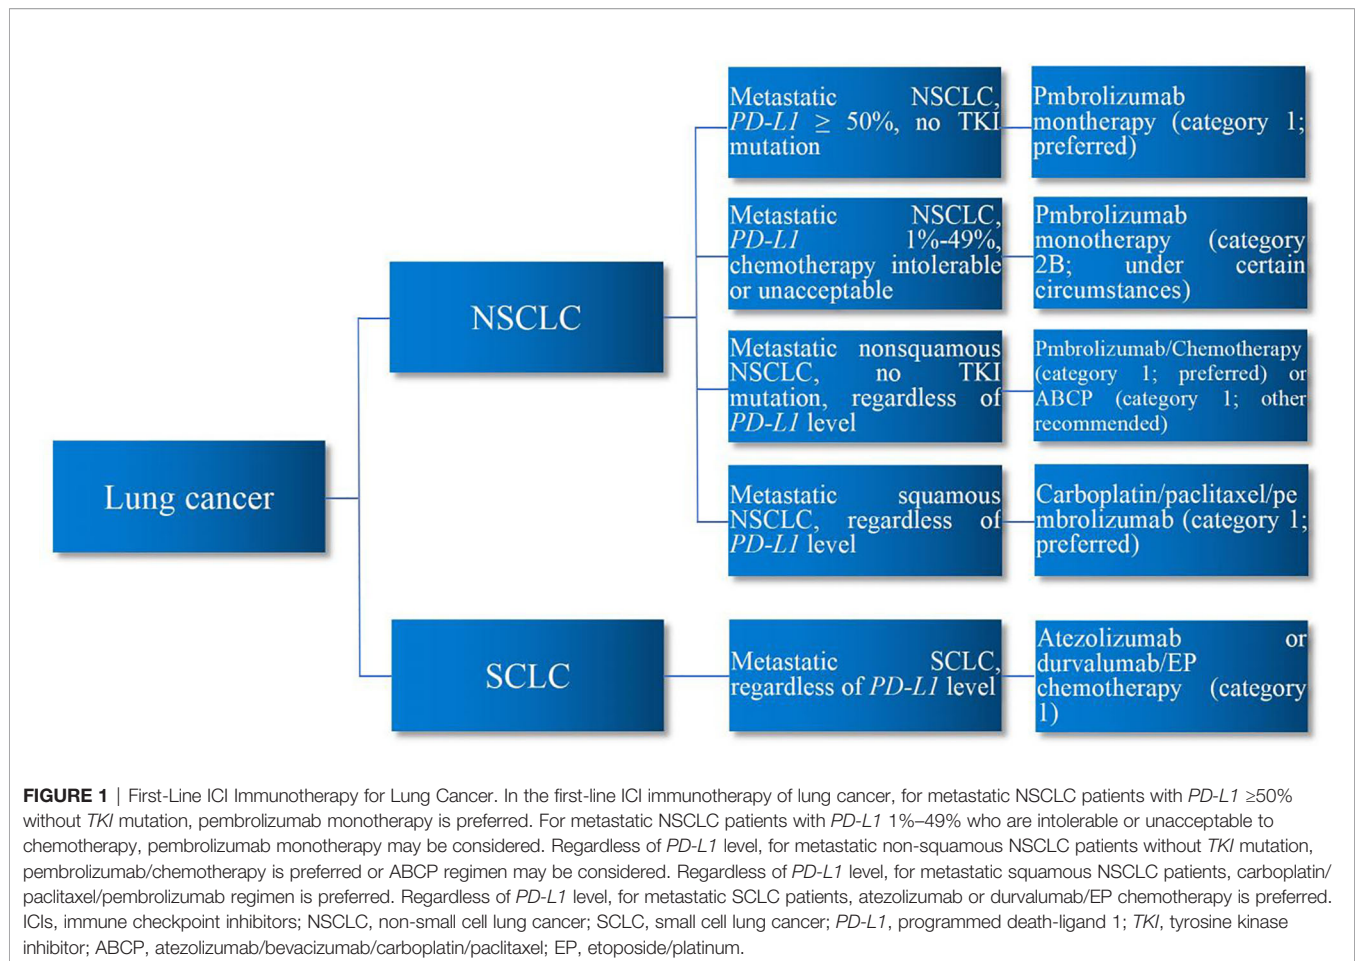 Lung cancer
NSCLC
Metastatic NSCLC,
PD-L1 ≥ 50%, no TKI
mutation
Pmbrolizumab
montherapy (category 1;
preferred)
Metastatic NSCLC,
PD-L1 1%-49%,
chemotherapy intolerable
or unacceptable
Pmbrolizumab
monotherapy (category
2B; under certain
circumstances)
Metastatic nonsquamous
NSCLC, no TKI
mutation, regardless of
PD-L1 level
Pmbrolizumab/Chemotherapy
(category 1; preferred) or
ABCP (category 1; other
recommended)
Metastatic squamous
NSCLC, regardless of
PD-L1 level
Carboplatin/paclitaxel/pe
mbrolizumab (category 1;
preferred)
SCLC
Metastatic SCLC,
regardless of PD-L1 level
Atezolizumab or
durvalumab/EP
chemotherapy (category
1)
FIGURE 1 | First-Line ICI Immunotherapy for Lung Cancer. In the first-line ICI immunotherapy of lung cancer, for metastatic NSCLC patients with PD-L1 ≥50%
without TKI mutation, pembrolizumab monotherapy is preferred. For metastatic NSCLC patients with PD-L1 1%–49% who are intolerable or unacceptable to
chemotherapy, pembrolizumab monotherapy may be considered. Regardless of PD-L1 level, for metastatic non-squamous NSCLC patients without TKI mutation,
pembrolizumab/chemotherapy is preferred or ABCP regimen may be considered. Regardless of PD-L1 level, for metastatic squamous NSCLC patients, carboplatin/
paclitaxel/pembrolizumab regimen is preferred. Regardless of PD-L1 level, for metastatic SCLC patients, atezolizumab or durvalumab/EP chemotherapy is preferred.
ICIs, immune checkpoint inhibitors; NSCLC, non-small cell lung cancer; SCLC, small cell lung cancer; PD-L1, programmed death-ligand 1; TKI, tyrosine kinase
inhibitor; ABCP, atezolizumab/bevacizumab/carboplatin/paclitaxel; EP, etoposide/platinum.